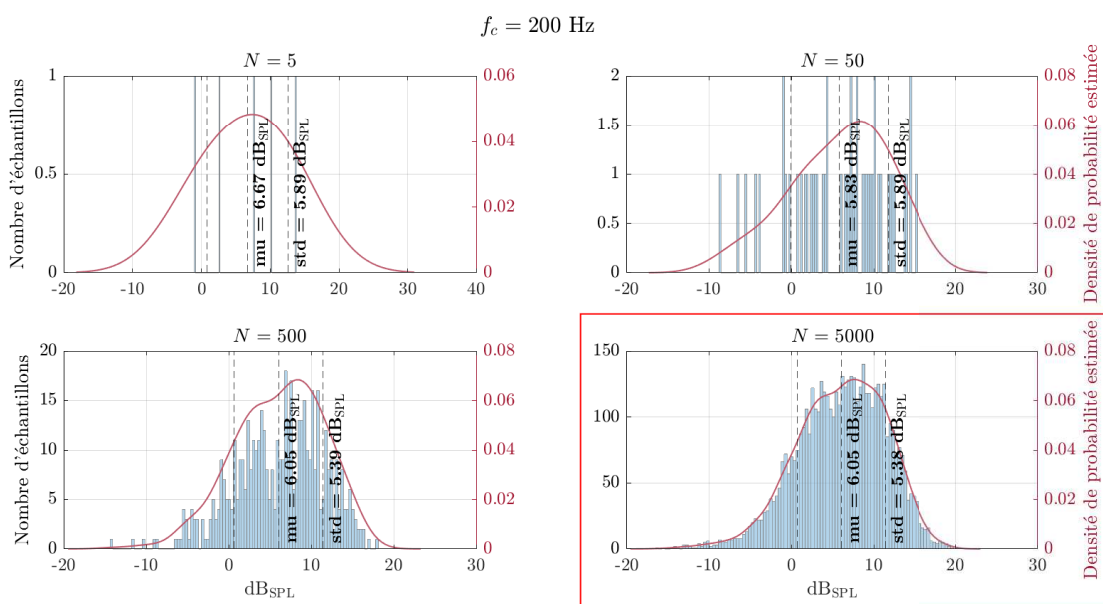 f_c = 200 Hz
N = 5
Nombre d'échantillons
1
0.5
0
0.06
0.04
0.02
0
mu = 6.67 dB_SPL
std = 5.89 dB_SPL
-20 -10 0 10 20 30 40
N = 50
2
1.5
1
0.5
0
mu = 5.83 dB_SPL
std = 5.89 dB_SPL
0.08
0.06
0.04
0.02
0
Densité de probabilité estimée
-20 -10 0 10 20 30
N = 500
Nombre d'échantillons
20
15
10
5
0
mu = 6.05 dB_SPL
std = 5.39 dB_SPL
0.08
0.06
0.04
0.02
0
-20 -10 0 10 20 30
dB_SPL
N = 5000
150
100
50
0
mu = 6.05 dB_SPL
std = 5.38 dB_SPL
0.08
0.06
0.04
0.02
0
Densité de probabilité estimée
-20 -10 0 10 20 30
dB_SPL